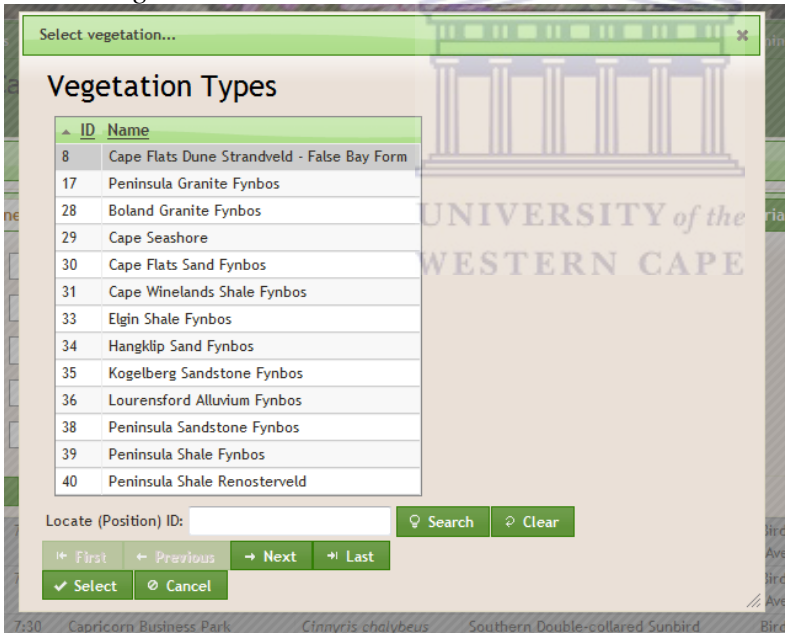 Select vegetation...
Vegetation Types
ID Name
8 Cape Flats Dune Strandveld - False Bay Form
17 Peninsula Granite Fynbos
28 Boland Granite Fynbos
29 Cape Seashore
30 Cape Flats Sand Fynbos
31 Cape Winelands Shale Fynbos
33 Elgin Shale Fynbos
34 Hangklip Sand Fynbos
35 Kogelberg Sandstone Fynbos
36 Lourensford Alluvium Fynbos
38 Peninsula Sandstone Fynbos
39 Peninsula Shale Fynbos
40 Peninsula Shale Renosterveld
UNIVERSITY of the
WESTERN CAPE
Locate (Position) ID: Search Clear
First Previous Next Last
Select Cancel
7:30 Capricorn Business Park Cinnyris chalybeus Southern Double-collared Sunbird Bird